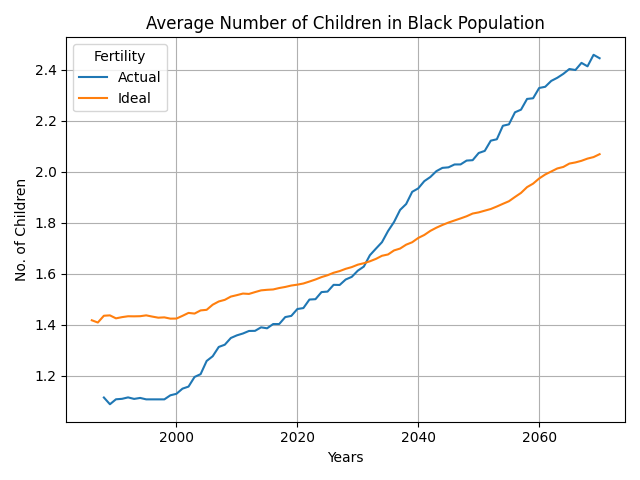 Average Number of Children in Black Population
Fertility
Actual
Ideal
2.4
2.2
2.0
1.8
1.6
1.4
1.2
No. of Children
2000
2020
2040
2060
Years